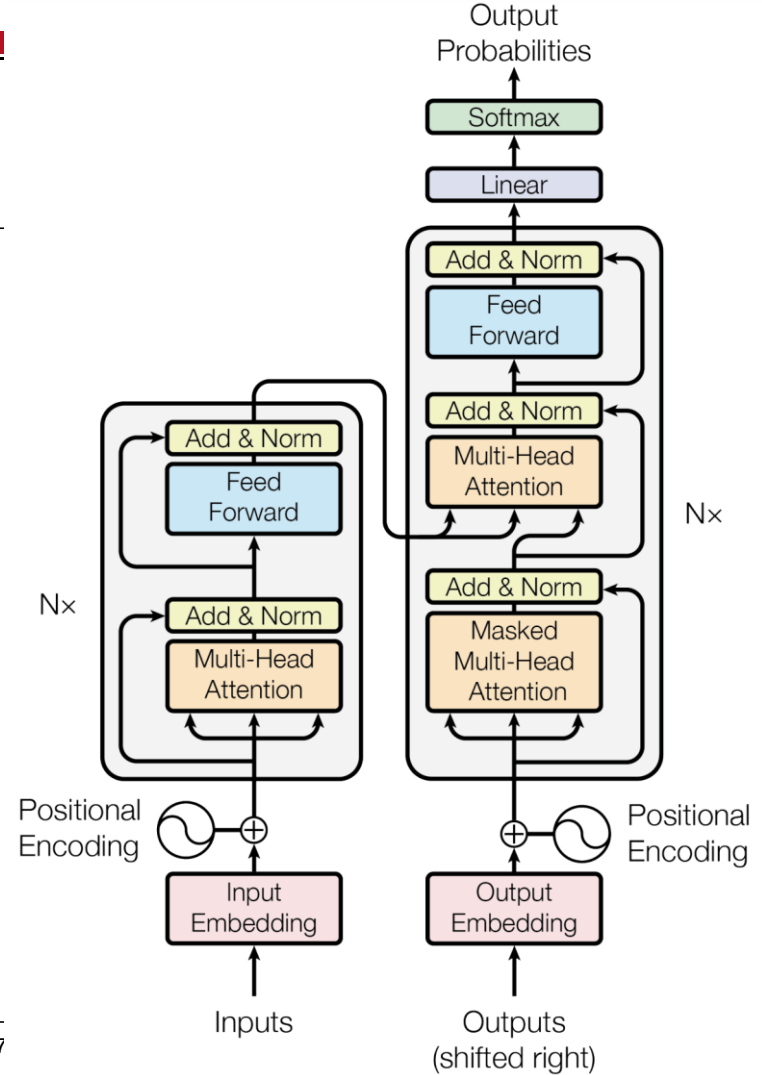 Output
Probabilities
Softmax
Linear
Add & Norm
Feed
Forward
Add & Norm
Multi-Head
Attention
Nx
Add & Norm
Masked
Multi-Head
Attention
Add & Norm
Feed
Forward
Nx
Add & Norm
Multi-Head
Attention
Positional
Encoding
Positional
Encoding
Input
Embedding
Output
Embedding
Inputs
Outputs
(shifted right)
7